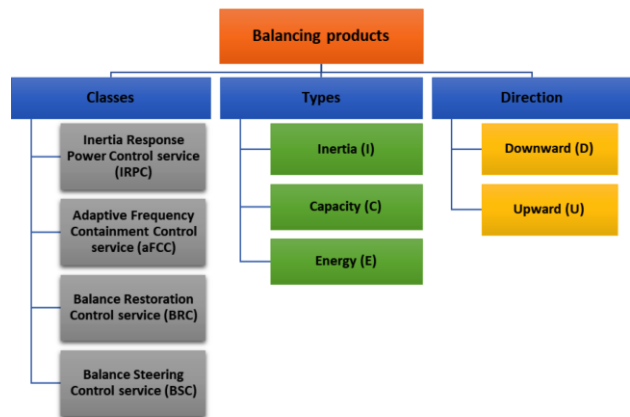 Balancing products
Classes
Types
Direction
Inertia Response
Power Control service
(IRPC)
Adaptive Frequency
Containment Control
service (aFCC)
Balance Restoration
Control service (BRC)
Balance Steering
Control service (BSC)
Inertia (I)
Capacity (C)
Energy (E)
Downward (D)
Upward (U)